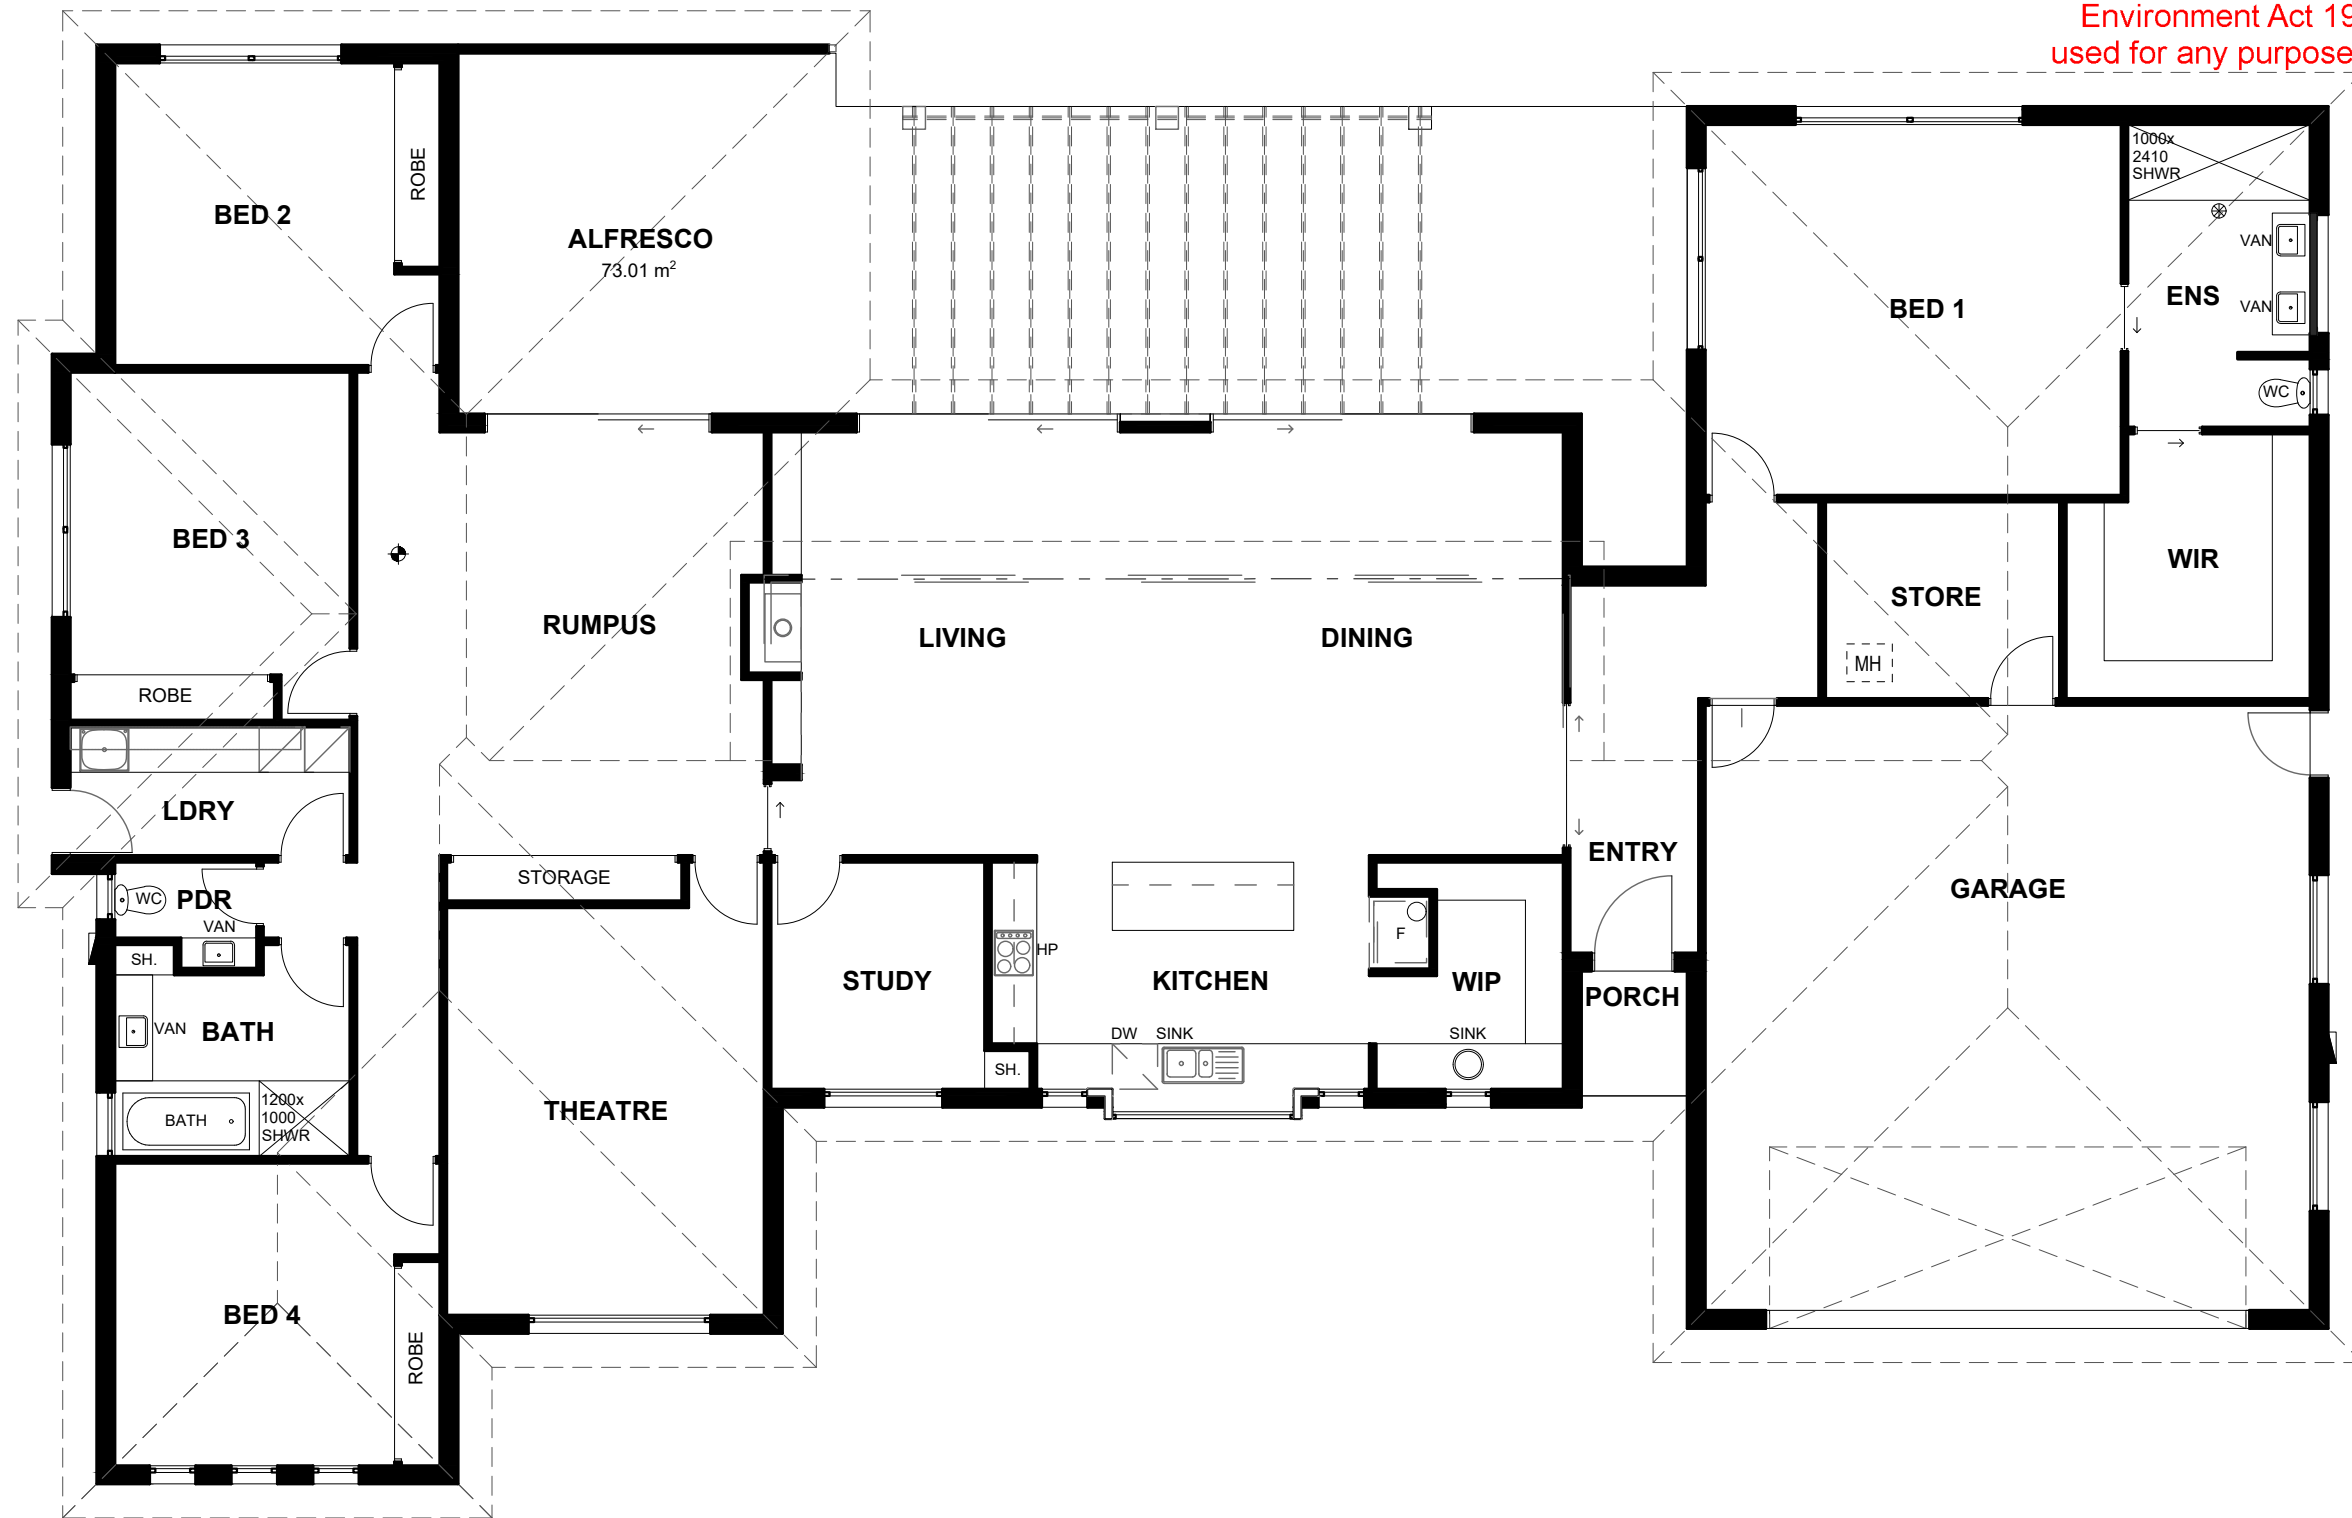 Environment Act 19
used for any purpose
BED 2
ROBE
ALFRESCO
73.01 m²
BED 1
1000x
2410
SHWR
VAN
VAN
ENS
WC
WIR
STORE
MH
BED 3
ROBE
RUMPUS
LIVING
DINING
LDRY
STORAGE
ENTRY
GARAGE
WC
PDR
VAN
SH.
VAN
BATH
BATH
1200x
1000
SHWR
THEATRE
STUDY
HP
KITCHEN
F
WIP
PORCH
DW
SINK
SINK
SH.
BED 4
ROBE